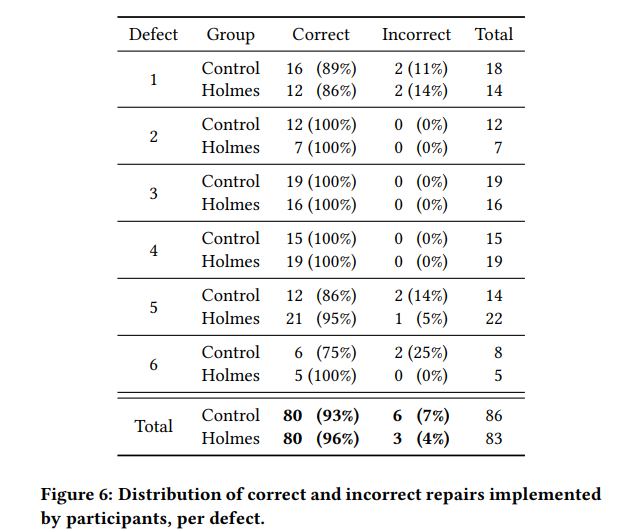 Defect Group Correct Incorrect Total
1 Control 16 (89%) 2 (11%) 18
Holmes 12 (86%) 2 (14%) 14
2 Control 12 (100%) 0 (0%) 12
Holmes 7 (100%) 0 (0%) 7
3 Control 19 (100%) 0 (0%) 19
Holmes 16 (100%) 0 (0%) 16
4 Control 15 (100%) 0 (0%) 15
Holmes 19 (100%) 0 (0%) 19
5 Control 12 (86%) 2 (14%) 14
Holmes 21 (95%) 1 (5%) 22
6 Control 6 (75%) 2 (25%) 8
Holmes 5 (100%) 0 (0%) 5
Total Control 80 (93%) 6 (7%) 86
Holmes 80 (96%) 3 (4%) 83
Figure 6: Distribution of correct and incorrect repairs implemented
by participants, per defect.